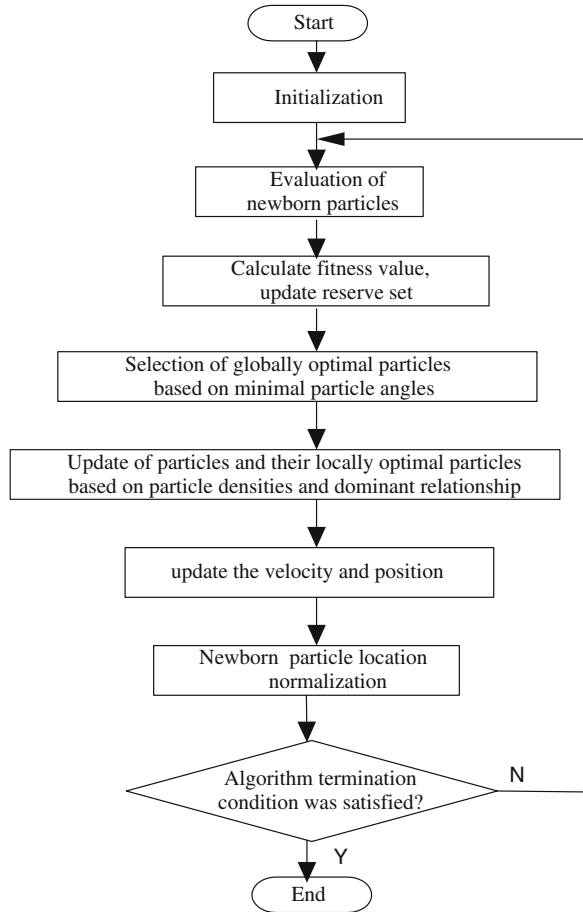 Start
Initialization
Evaluation of
newborn particles
Calculate fitness value,
update reserve set
Selection of globally optimal particles
based on minimal particle angles
Update of particles and their locally optimal particles
based on particle densities and dominant relationship
update the velocity and position
Newborn particle location
normalization
Algorithm termination
condition was satisfied?
N
Y
End